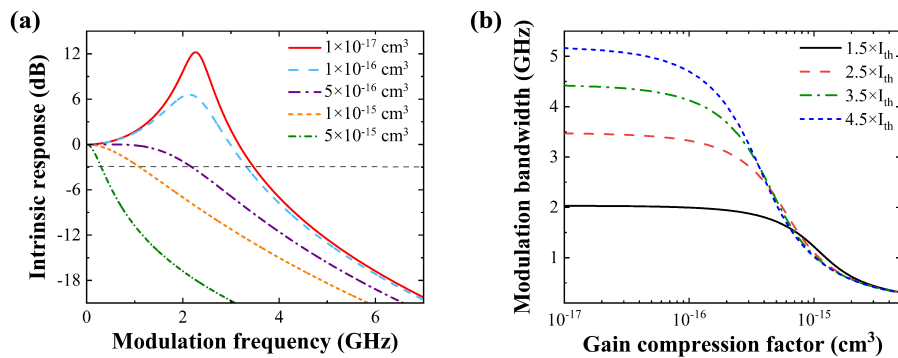 (a)
12
6
0
-6
-12
-18
0
2
4
6
Intrinsic response (dB)
Modulation frequency (GHz)
1×10⁻¹⁷ cm³
1×10⁻¹⁶ cm³
5×10⁻¹⁶ cm³
1×10⁻¹⁵ cm³
5×10⁻¹⁵ cm³
(b)
5
4
3
2
1
10⁻¹⁷
10⁻¹⁶
10⁻¹⁵
Modulation bandwidth (GHz)
Gain compression factor (cm³)
1.5×Iₜₕ
2.5×Iₜₕ
3.5×Iₜₕ
4.5×Iₜₕ